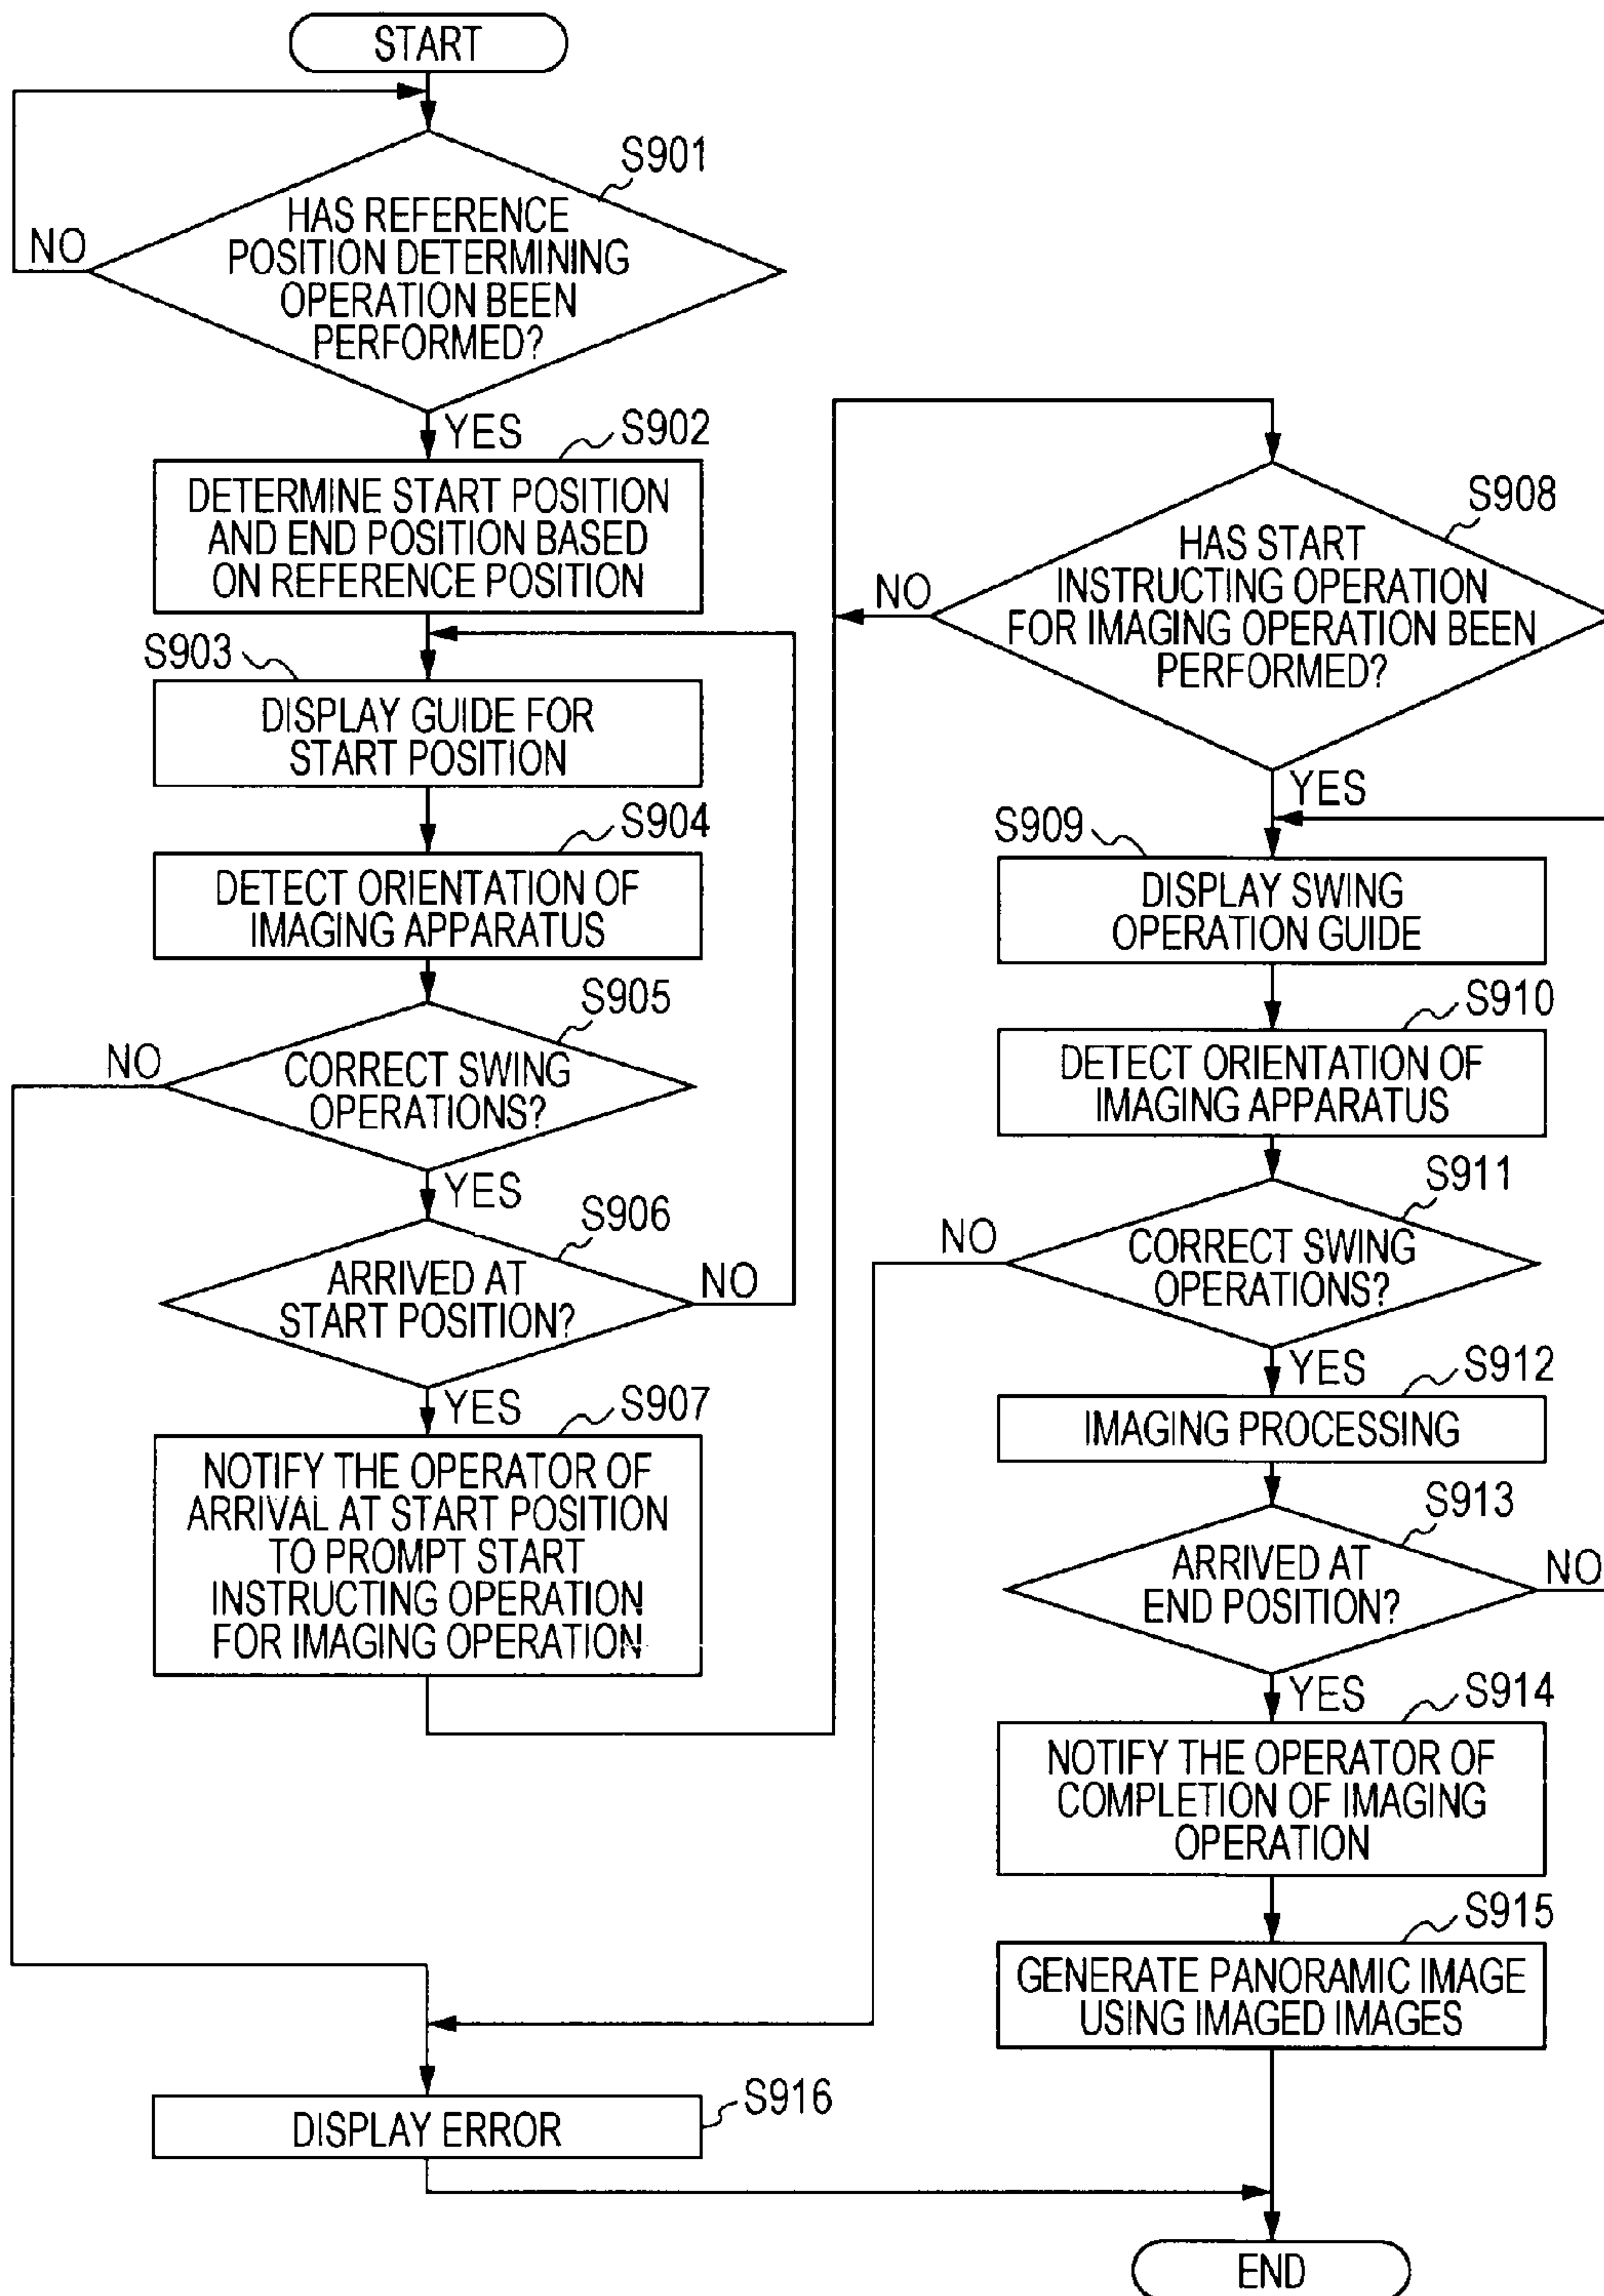 START
S901
HAS REFERENCE
POSITION DETERMINING
OPERATION BEEN
PERFORMED?
NO
YES
S902
DETERMINE START POSITION
AND END POSITION BASED
ON REFERENCE POSITION
S903
DISPLAY GUIDE FOR
START POSITION
S904
DETECT ORIENTATION OF
IMAGING APPARATUS
S905
NO
CORRECT SWING
OPERATIONS?
YES
S906
ARRIVED AT
START POSITION?
NO
YES
S907
NOTIFY THE OPERATOR OF
ARRIVAL AT START POSITION
TO PROMPT START
INSTRUCTING OPERATION
FOR IMAGING OPERATION
S908
HAS START
INSTRUCTING OPERATION
FOR IMAGING OPERATION BEEN
PERFORMED?
NO
YES
S909
DISPLAY SWING
OPERATION GUIDE
S910
DETECT ORIENTATION OF
IMAGING APPARATUS
S911
NO
CORRECT SWING
OPERATIONS?
YES
S912
IMAGING PROCESSING
S913
ARRIVED AT
END POSITION?
NO
YES
S914
NOTIFY THE OPERATOR OF
COMPLETION OF IMAGING
OPERATION
S915
GENERATE PANORAMIC IMAGE
USING IMAGED IMAGES
S916
DISPLAY ERROR
END